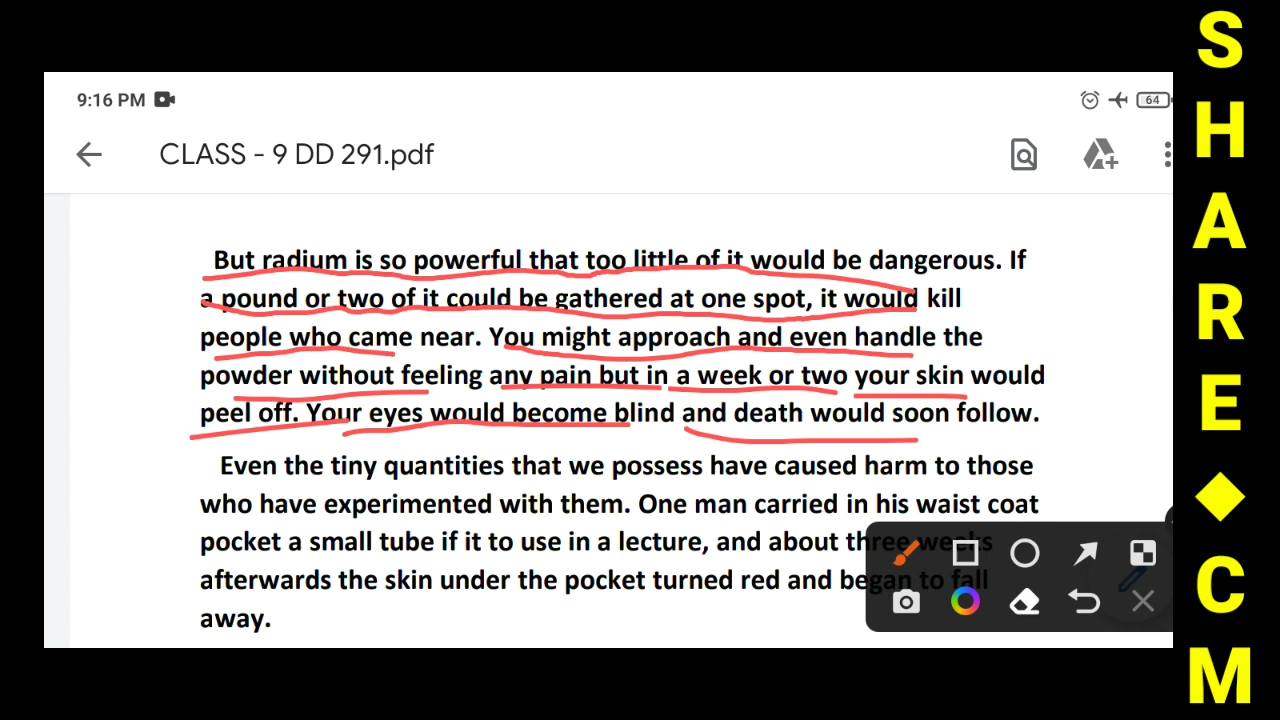 9:16 PM
64
CLASS - 9 DD 291.pdf
But radium is so powerful that too little of it would be dangerous. If
a pound or two of it could be gathered at one spot, it would kill
people who came near. You might approach and even handle the
powder without feeling any pain but in a week or two your skin would
peel off. Your eyes would become blind and death would soon follow.
Even the tiny quantities that we possess have caused harm to those
who have experimented with them. One man carried in his waist coat
pocket a small tube if it to use in a lecture, and about three weeks
afterwards the skin under the pocket turned red and began to fall
away.
SHARE◆CM